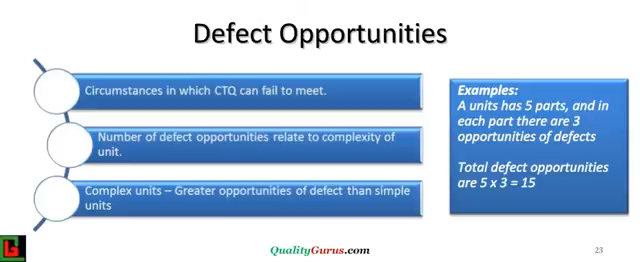 Defect Opportunities
Circumstances in which CTQ can fail to meet.
Number of defect opportunities relate to complexity of
unit.
Complex units – Greater opportunities of defect than simple
units
Examples:
A units has 5 parts, and in
each part there are 3
opportunities of defects
Total defect opportunities
are 5 x 3 = 15
QualityGurus.com
23